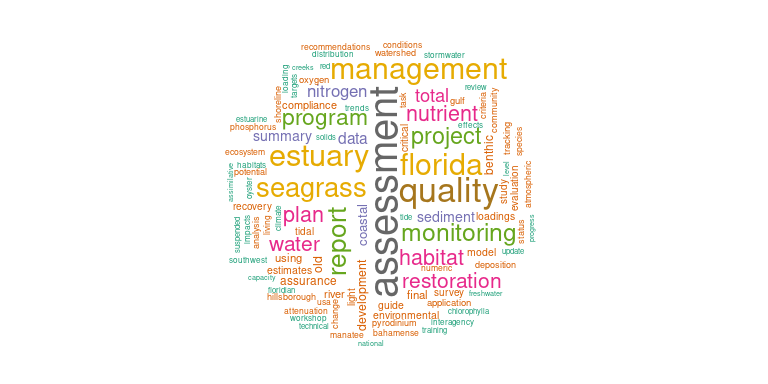 recommendations
conditions
distribution
watershed
stormwater
creeks
red
management
loading
targets
oxygen
nitrogen
review
total
gulf
criteria
community
shoreline
compliance
trends
task
nutrient
estuarine
phosphorus
program
effects
summary
solids
data
critical
project
benthic
tracking
species
ecosystem
estuary
assessment
florida
habitats
potential
assimilative
oyster
seagrass
quality
study
level
evaluation
atmospheric
recovery
plan
report
coastal
tide
sediment
loadings
suspended
impacts
analysis
living
climate
tidal
monitoring
status
progress
water
southwest
using
old
habitat
model
update
estimates
numeric
deposition
capacity
assurance
restoration
floridian
hillsborough
river
light
development
final
survey
freshwater
usa
guide
application
attenuation
change
environmental
chlorophylla
workshop
technical
pyrodinium
interagency
manatee
bahamense
training
national